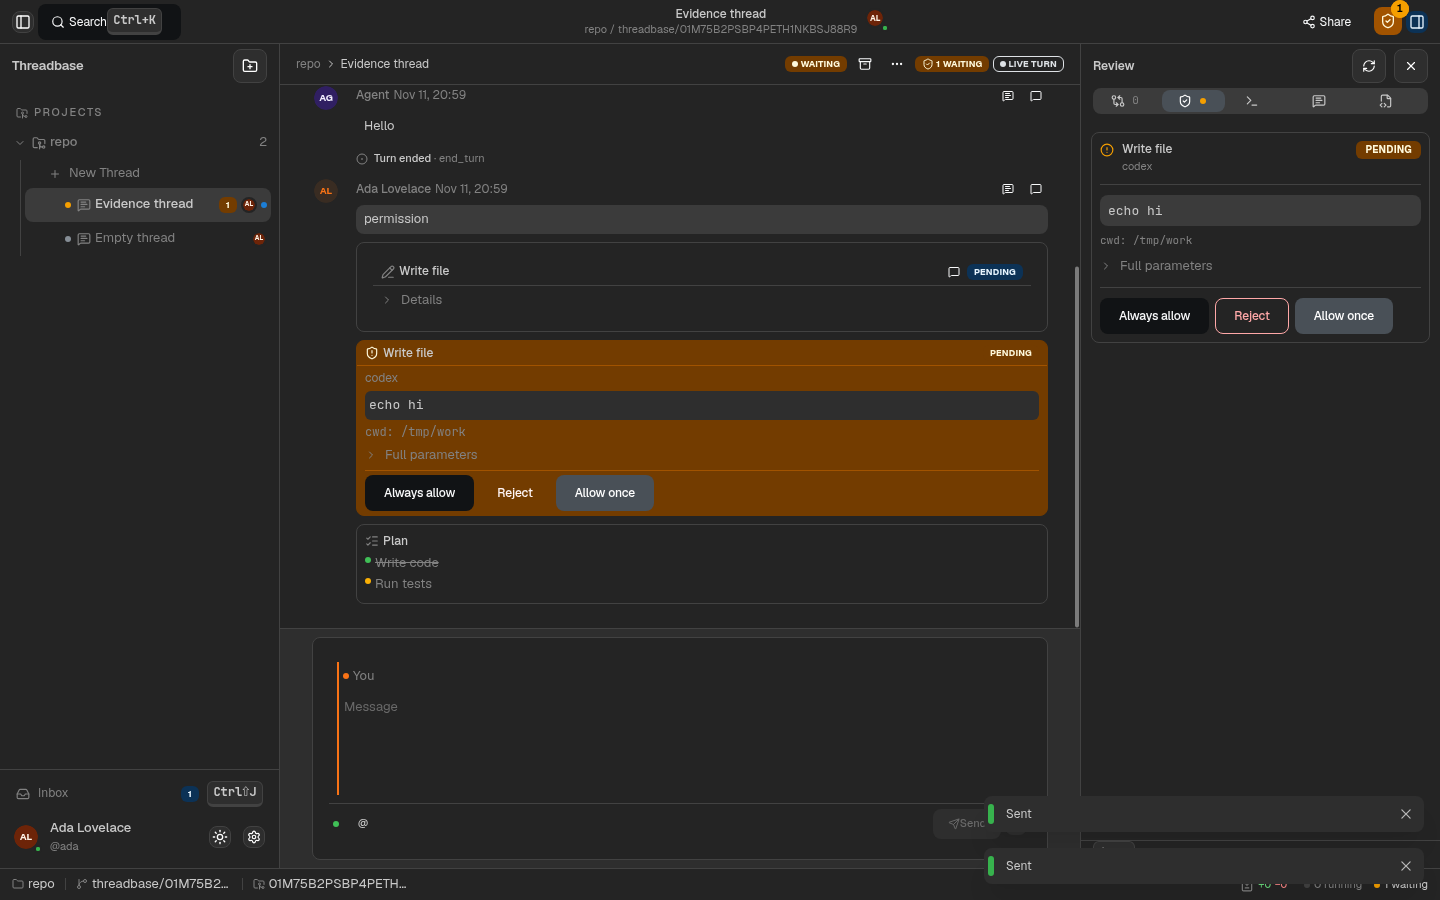 Search Ctrl+K
Evidence thread
repo / threadbase/01M75B2PSBP4PETH1NKBSJ88R9
AL
Share
1
Threadbase
PROJECTS
repo 2
New Thread
Evidence thread 1 AL
Empty thread AL
Inbox 1 Ctrl⇧J
AL
Ada Lovelace
@ada
repo > Evidence thread
WAITING
1 WAITING
LIVE TURN
AG
Agent Nov 11, 20:59
Hello
Turn ended · end_turn
AL
Ada Lovelace Nov 11, 20:59
permission
Write file PENDING
Details
Write file PENDING
codex
echo hi
cwd: /tmp/work
Full parameters
Always allow Reject Allow once
Plan
Write code
Run tests
You
Message
@
Send
Review
0
Write file PENDING
codex
echo hi
cwd: /tmp/work
Full parameters
Always allow Reject Allow once
Sent
Sent
repo threadbase/01M75B2... 01M75B2PSBP4PETH...
+0 −0 0 running 1 waiting